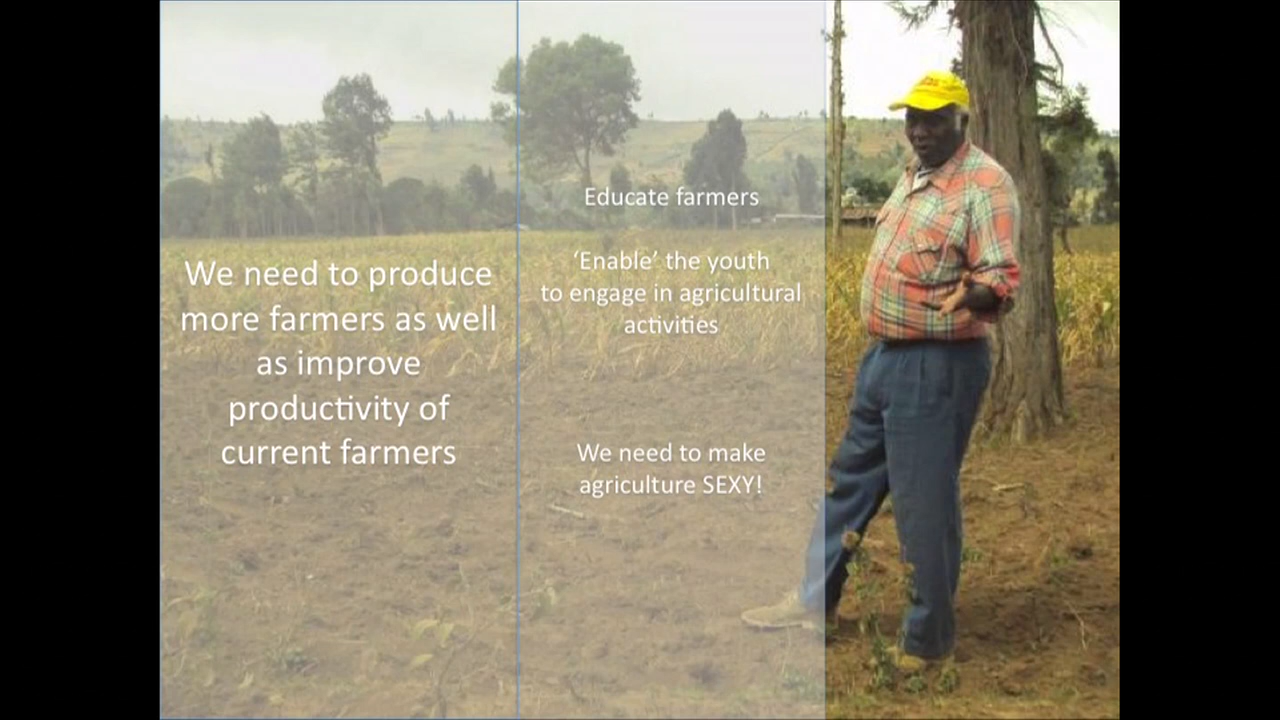 We need to produce
more farmers as well
as improve
productivity of
current farmers
Educate farmers
‘Enable’ the youth
to engage in agricultural
activities
We need to make
agriculture SEXY!